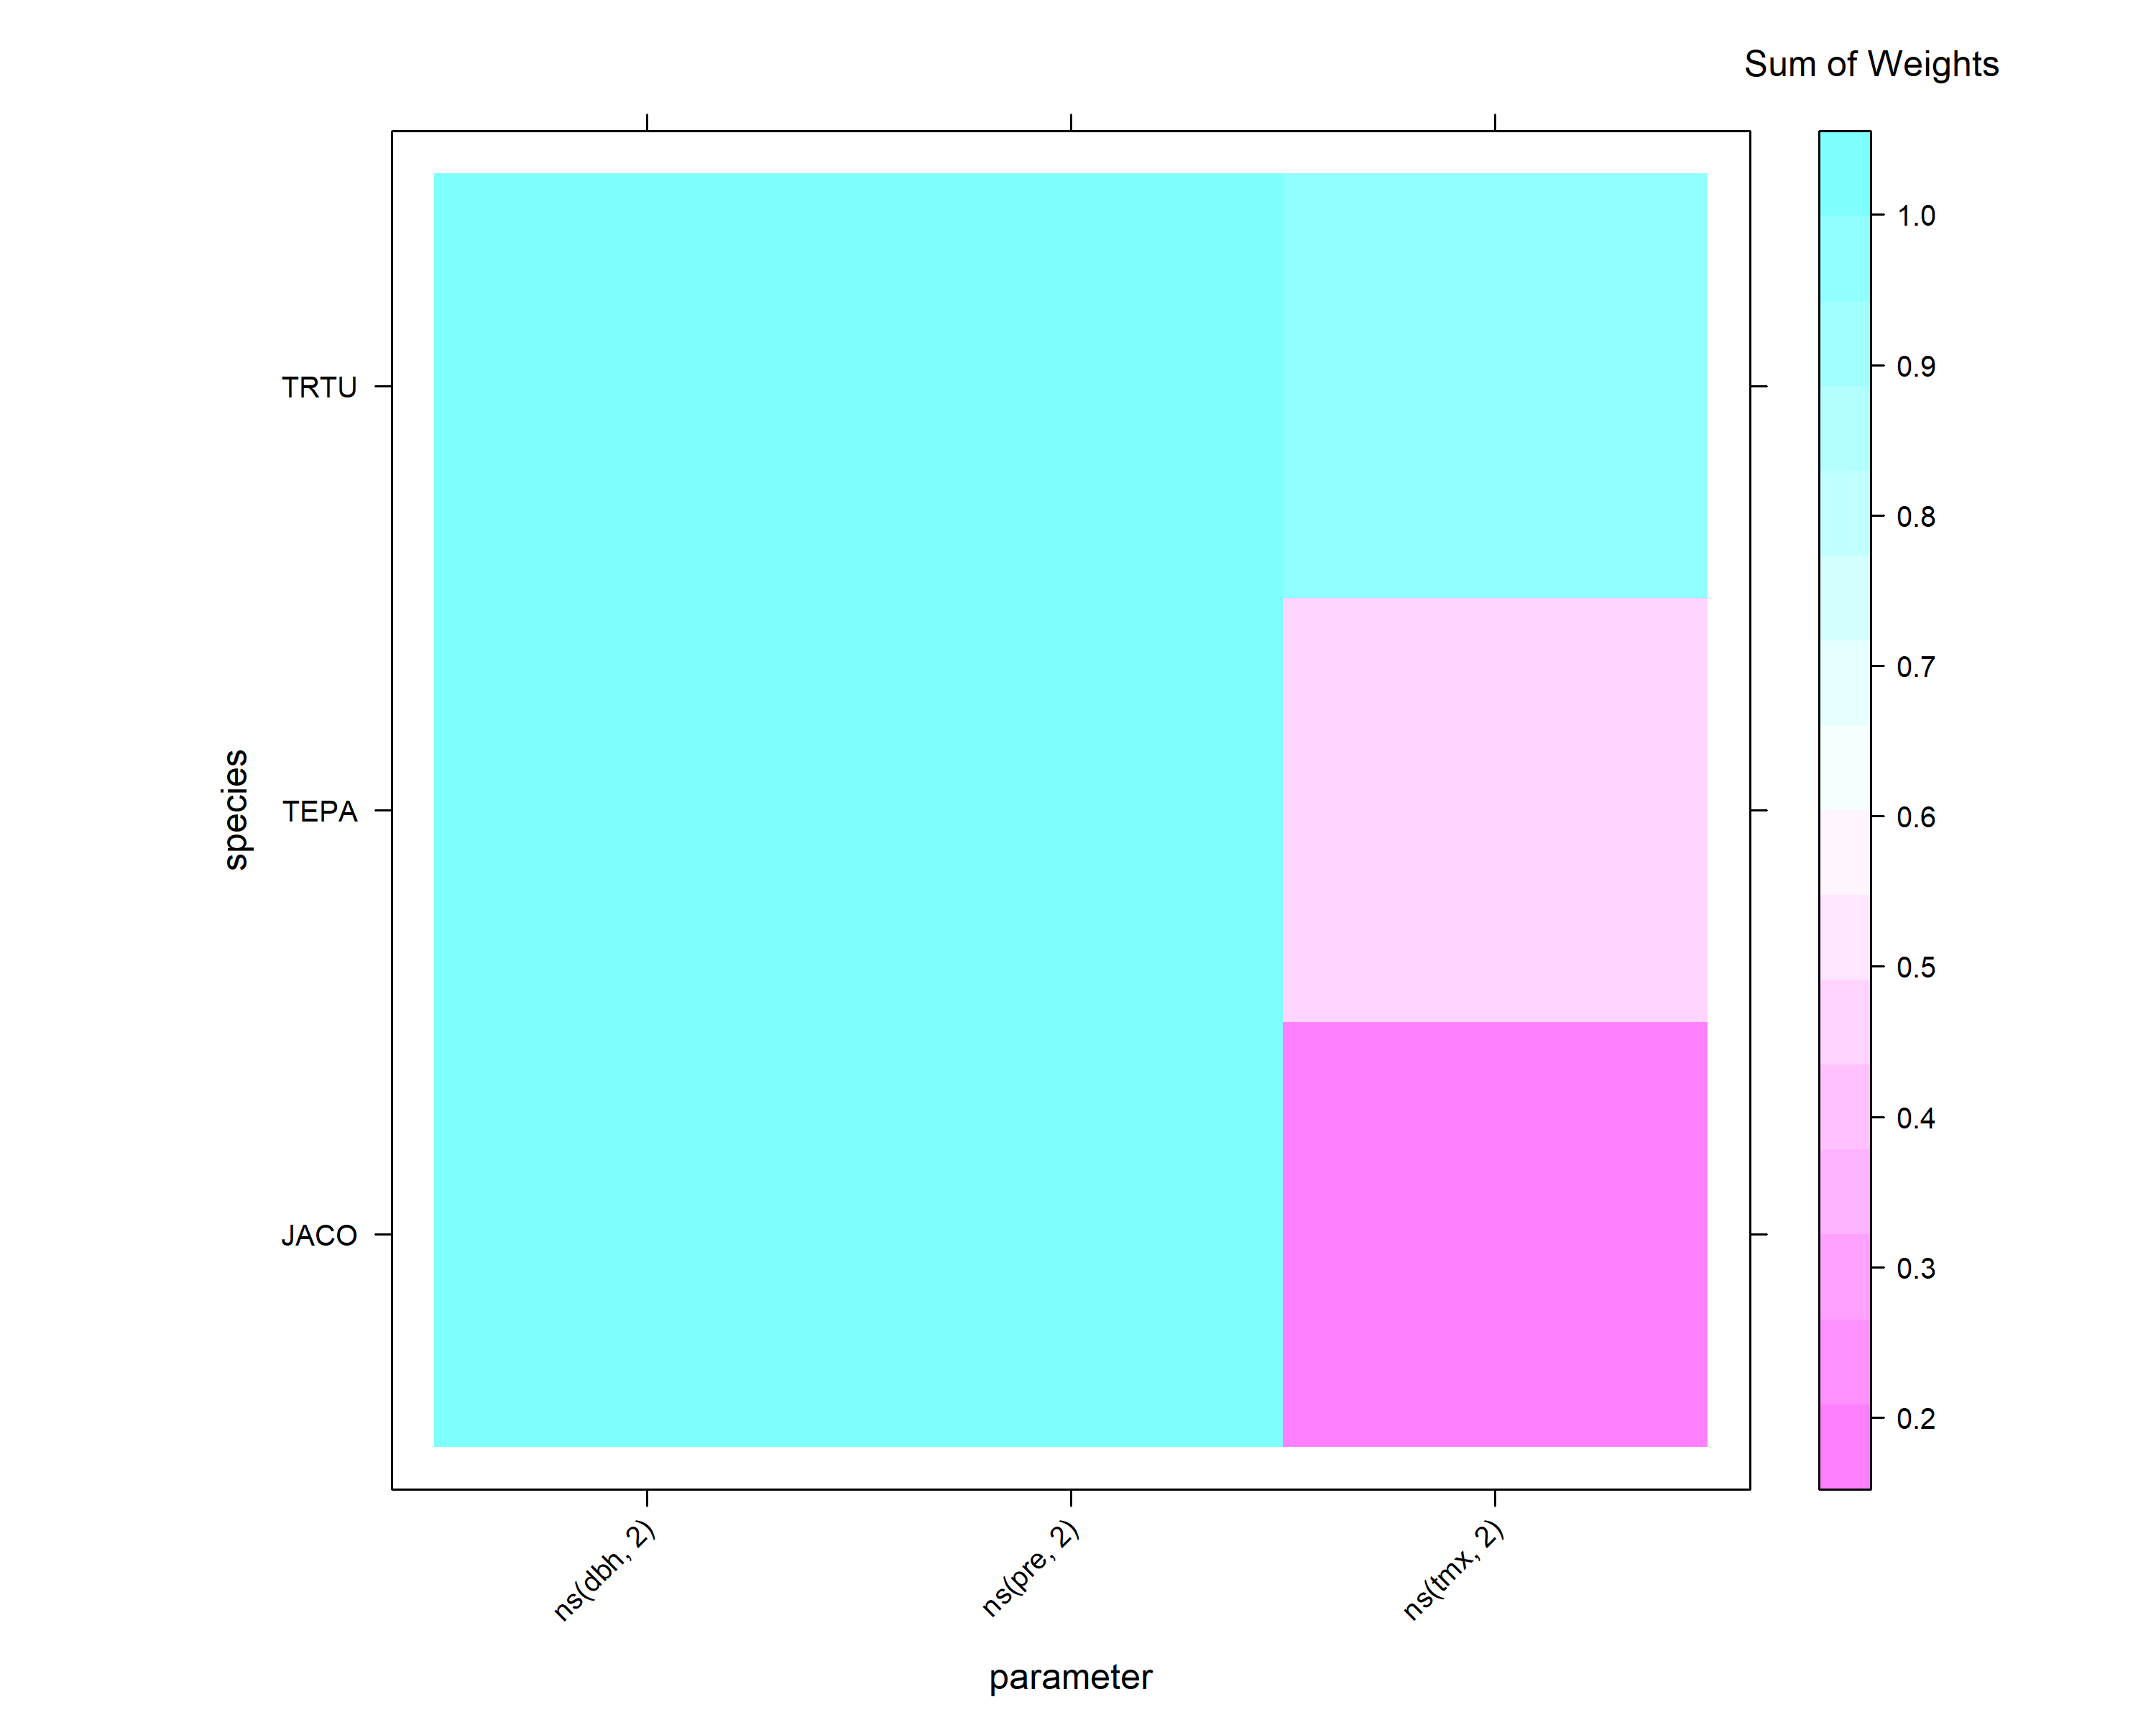 Sum of Weights
1.0
0.9
0.8
0.7
0.6
0.5
0.4
0.3
0.2
TRTU
TEPA
JACO
species
ns(dbh, 2)
ns(pre, 2)
ns(tmx, 2)
parameter